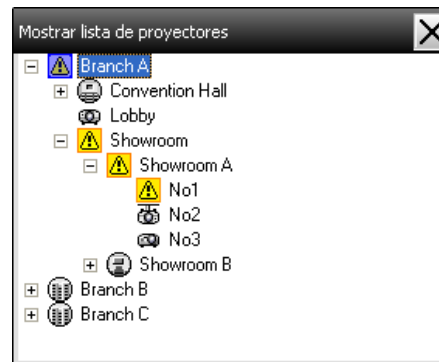 Mostrar lista de proyectores
Branch A
Convention Hall
Lobby
Showroom
Showroom A
No1
No2
No3
Showroom B
Branch B
Branch C